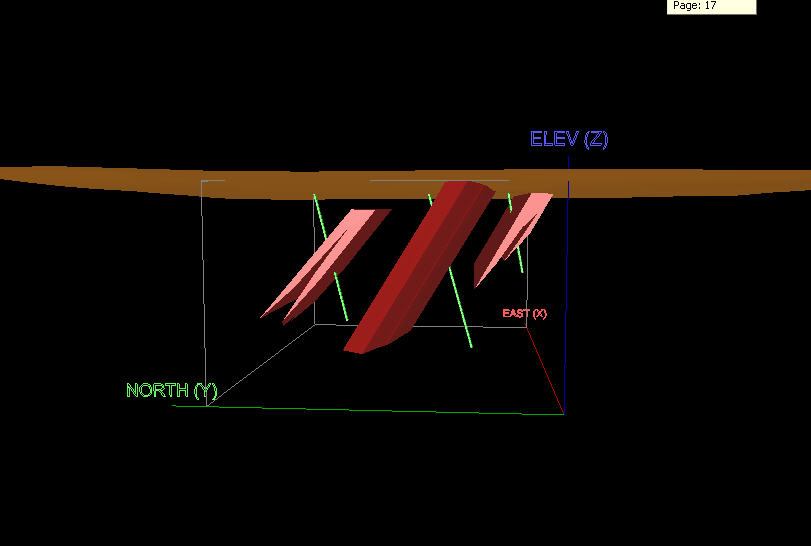 Page: 17
ELEV (Z)
EAST (X)
NORTH (Y)